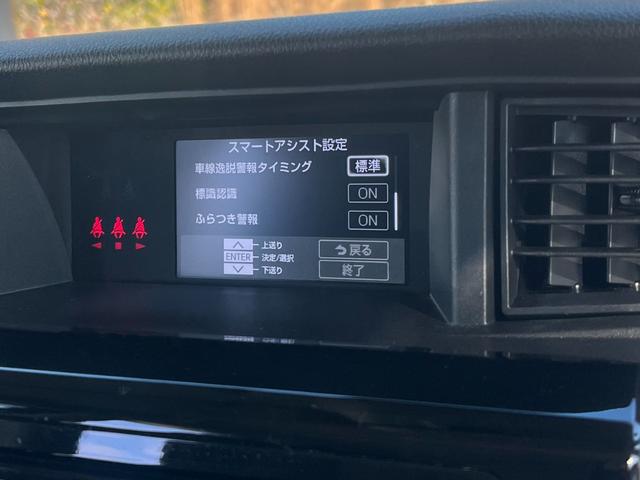 スマートアシスト設定
車線逸脱警報タイミング 標準
標識認識 ON
ふらつき警報 ON
上送り
ENTER 決定/選択
下送り
戻る
終了